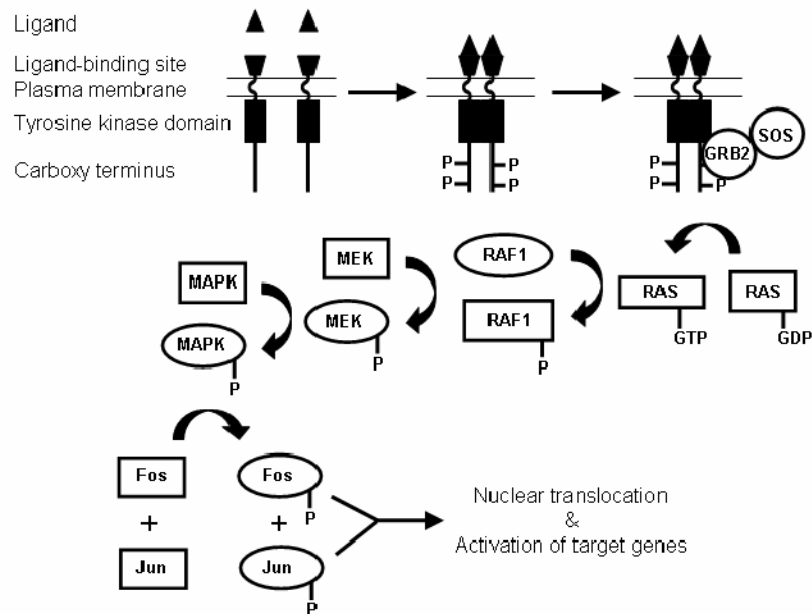 Ligand
Ligand-binding site
Plasma membrane
Tyrosine kinase domain
Carboxy terminus
P
P
P
P
P
P
P
GRB2
SOS
MAPK
MEK
RAF1
RAS
RAS
GTP
GDP
MAPK
P
MEK
P
RAF1
P
Fos
Fos
P
+
+
Jun
Jun
P
Nuclear translocation
&
Activation of target genes